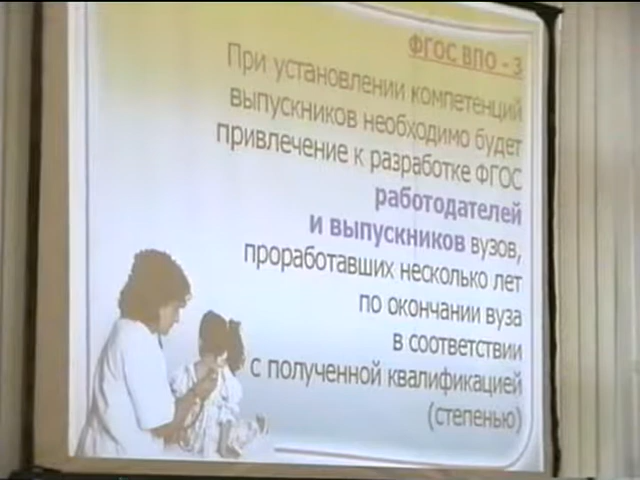 ФГОС ВПО - 3
При установлении компетенций
выпускников необходимо будет
привлечение к разработке ФГОС
работодателей
и выпускников вузов,
проработавших несколько лет
по окончании вуза
в соответствии
с полученной квалификацией
(степенью)